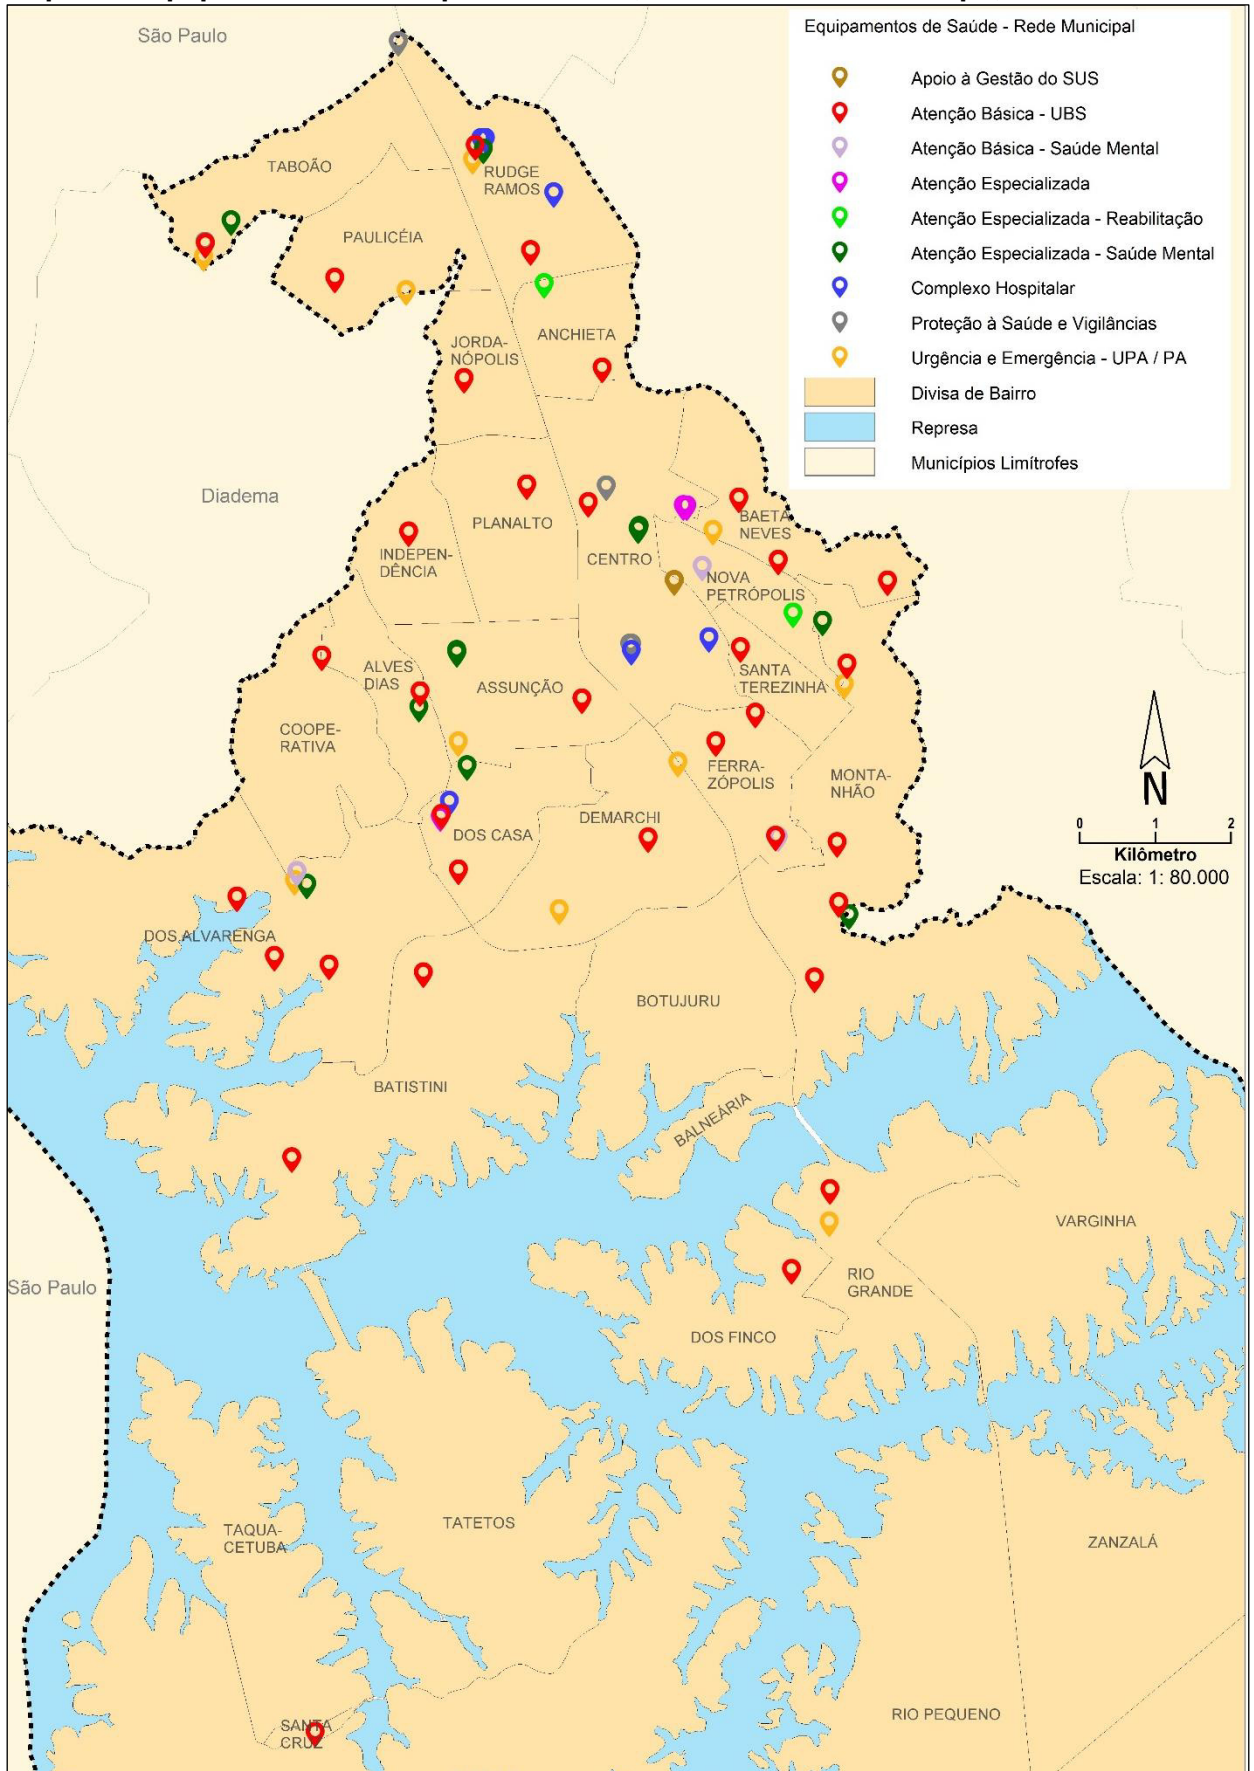 São Paulo
Equipamentos de Saúde - Rede Municipal
Apoio à Gestão do SUS
Atenção Básica - UBS
Atenção Básica - Saúde Mental
Atenção Especializada
Atenção Especializada - Reabilitação
Atenção Especializada - Saúde Mental
Complexo Hospitalar
Proteção à Saúde e Vigilâncias
Urgência e Emergência - UPA / PA
Divisa de Bairro
Represa
Municípios Limítrofes
TABOÃO
RUDGE
RAMOS
PAULICÉIA
JORDA-
NÓPOLIS
ANCHIETA
Diadema
PLANALTO
BAETA
NEVES
INDEPEN-
DÊNCIA
CENTRO
NOVA
PETRÓPOLIS
ALVES
DIAS
ASSUNÇÃO
SANTA
TEREZINHA
COOPE-
RATIVA
FERRA-
ZÓPOLIS
MONTA-
NHÃO
DOS CASA
DEMARCHI
N
0 1 2
Kilômetro
Escala: 1: 80.000
DOS ALVARENGA
BOTUJURU
BATISTINI
BALNEÁRIA
VARGINHA
São Paulo
RIO
GRANDE
DOS FINCO
TAQUA-
CETUBA
TATETOS
ZANZALÁ
SANTA
CRUZ
RIO PEQUENO